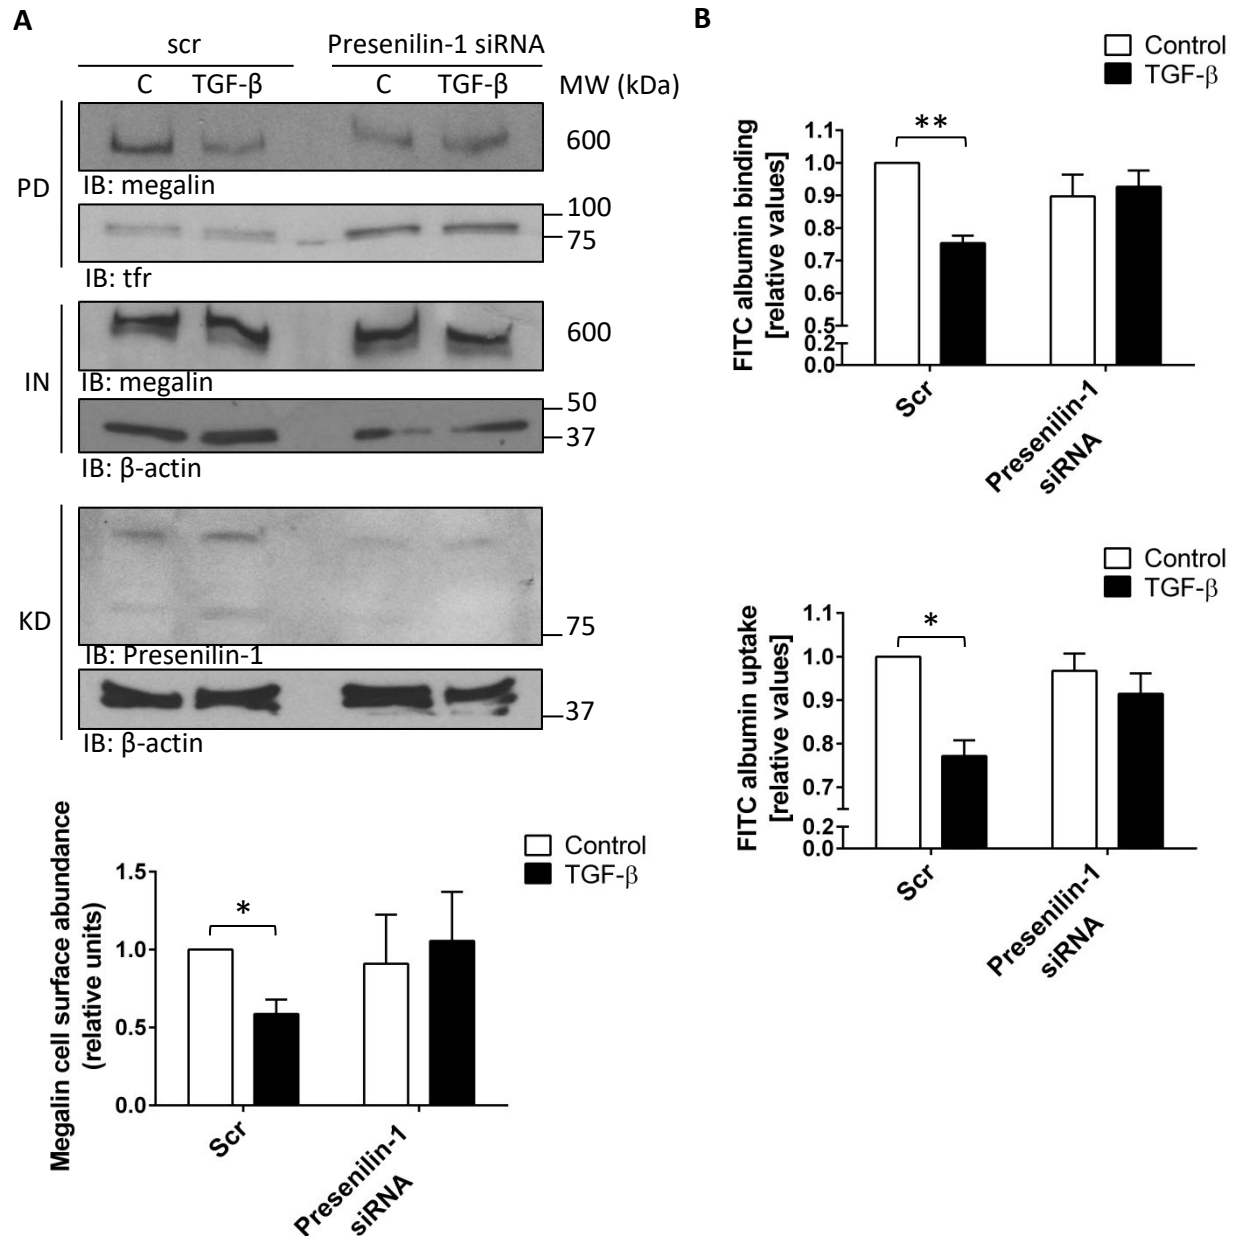 A
scr
Presenilin-1 siRNA
C
TGF-β
C
TGF-β
MW (kDa)
PD
600
IB: megalin
100
75
IB: tfr
IN
600
IB: megalin
50
37
IB: β-actin
KD
75
IB: Presenilin-1
37
IB: β-actin
Control
TGF-β
Megalin cell surface abundance
(relative units)
1.5
1.0
0.5
0.0
*
Scr
Presenilin-1
siRNA
B
Control
TGF-β
FITC albumin binding
[relative values]
1.1
1.0
0.9
0.8
0.7
0.6
0.5
0.2
0.0
**
Scr
Presenilin-1
siRNA
Control
TGF-β
FITC albumin uptake
[relative values]
1.1
1.0
0.9
0.8
0.7
0.2
0.0
*
Scr
Presenilin-1
siRNA